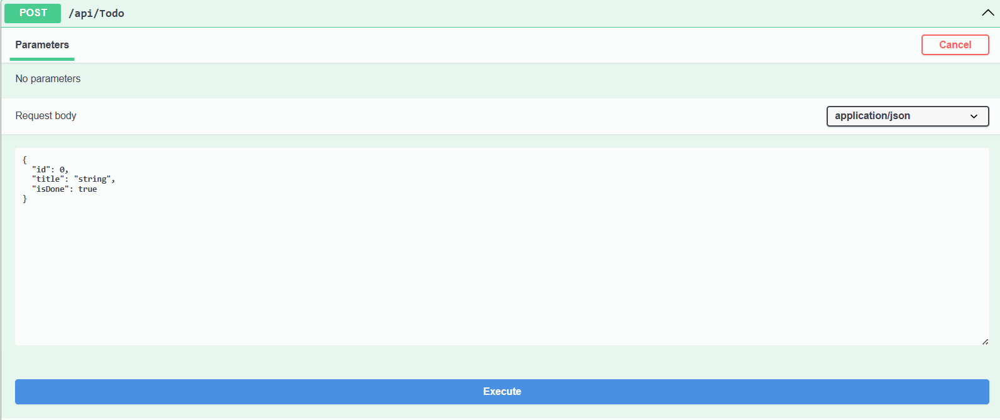 POST /api/Todo
Parameters
Cancel
No parameters
Request body
application/json
{
  "id": 0,
  "title": "string",
  "isDone": true
}
Execute